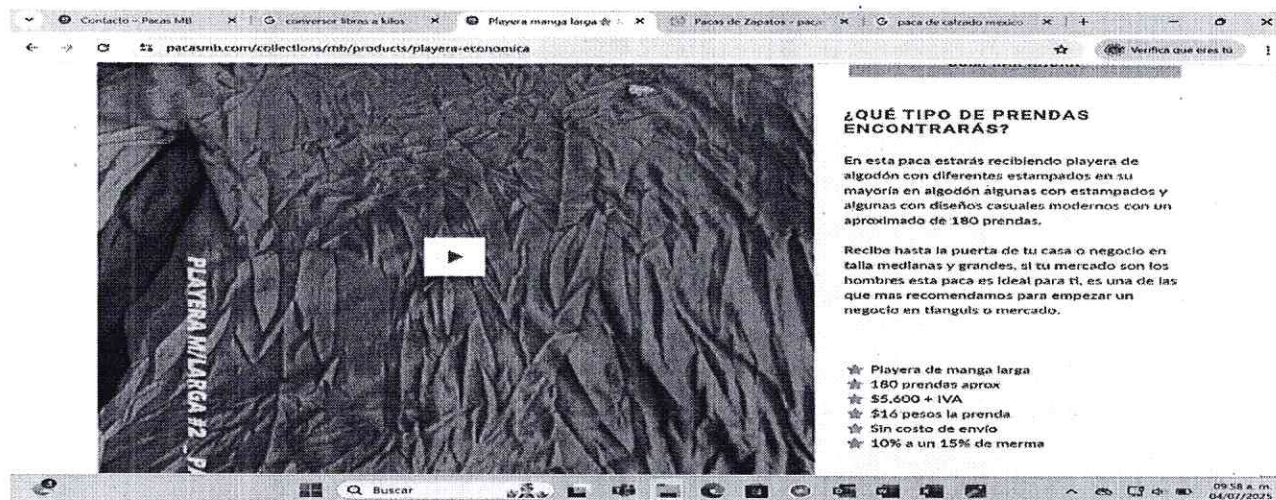 Contacto – Pacas MB
conversor libras a kilos
Playera manga larga
Pacas de Zapatos – paca
paca de calzado mexico
pacasmb.com/collections/mb/products/playera-economica
Verifica que eres tú
¿QUÉ TIPO DE PRENDAS
ENCONTRARÁS?
En esta paca estarás recibiendo playera de
algodón con diferentes estampados en su
mayoría en algodón algunas con estampados y
algunas con diseños casuales modernos con un
aproximado de 180 prendas.
Recibe hasta la puerta de tu casa o negocio en
talla medianas y grandes, si tu mercado son los
hombres esta paca es ideal para ti, es una de las
que mas recomendamos para empezar un
negocio en tianguis o mercado.
Playera de manga larga
180 prendas aprox
$5,600 + IVA
$16 pesos la prenda
Sin costo de envío
10% a un 15% de merma
PLAYERA M/LARGA #2
Buscar
09:58 a. m.